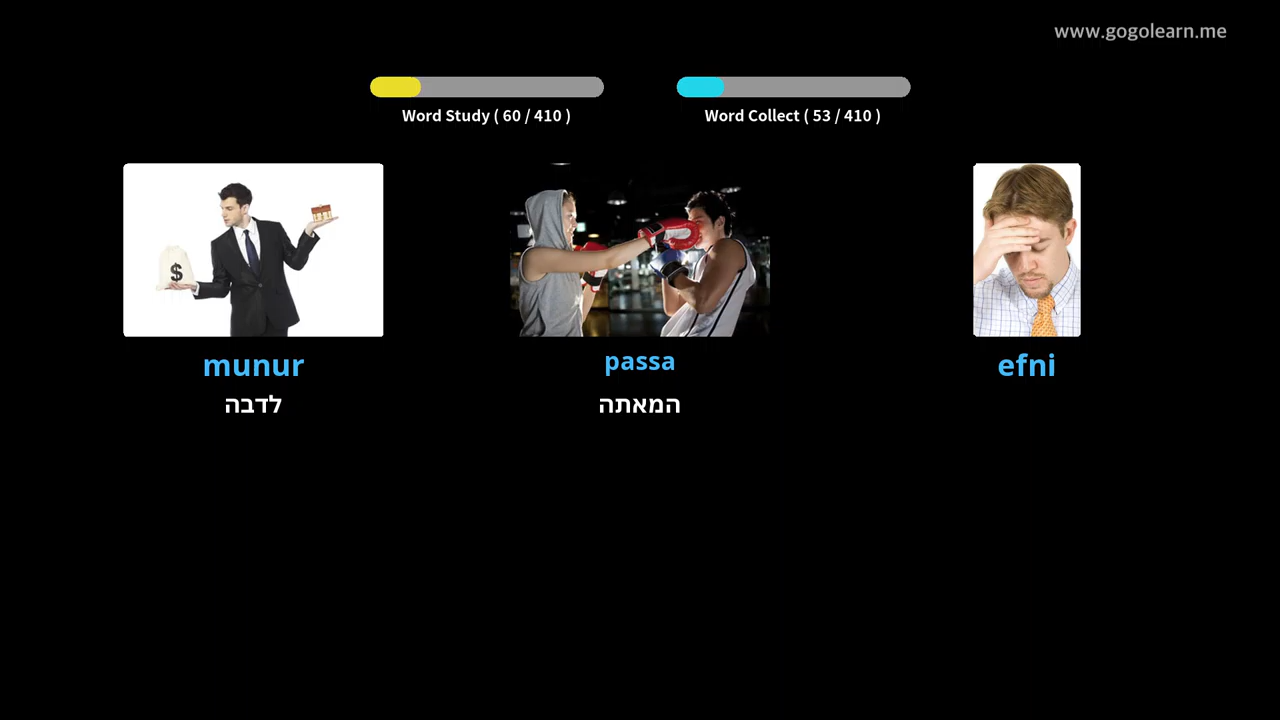 www.gogolearn.me
Word Study ( 60 / 410 )
Word Collect ( 53 / 410 )
munur
לדבה
passa
המאתה
efni